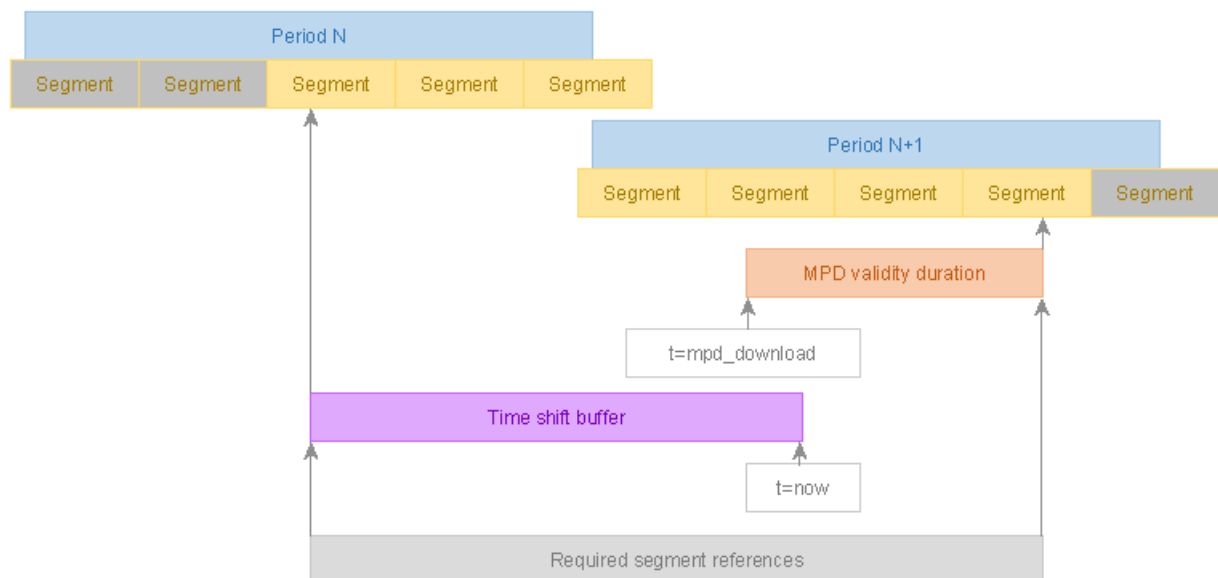 Period N
Segment Segment Segment Segment Segment
Period N+1
Segment Segment Segment Segment Segment
MPD validity duration
t=mpd_download
Time shift buffer
t=now
Required segment references